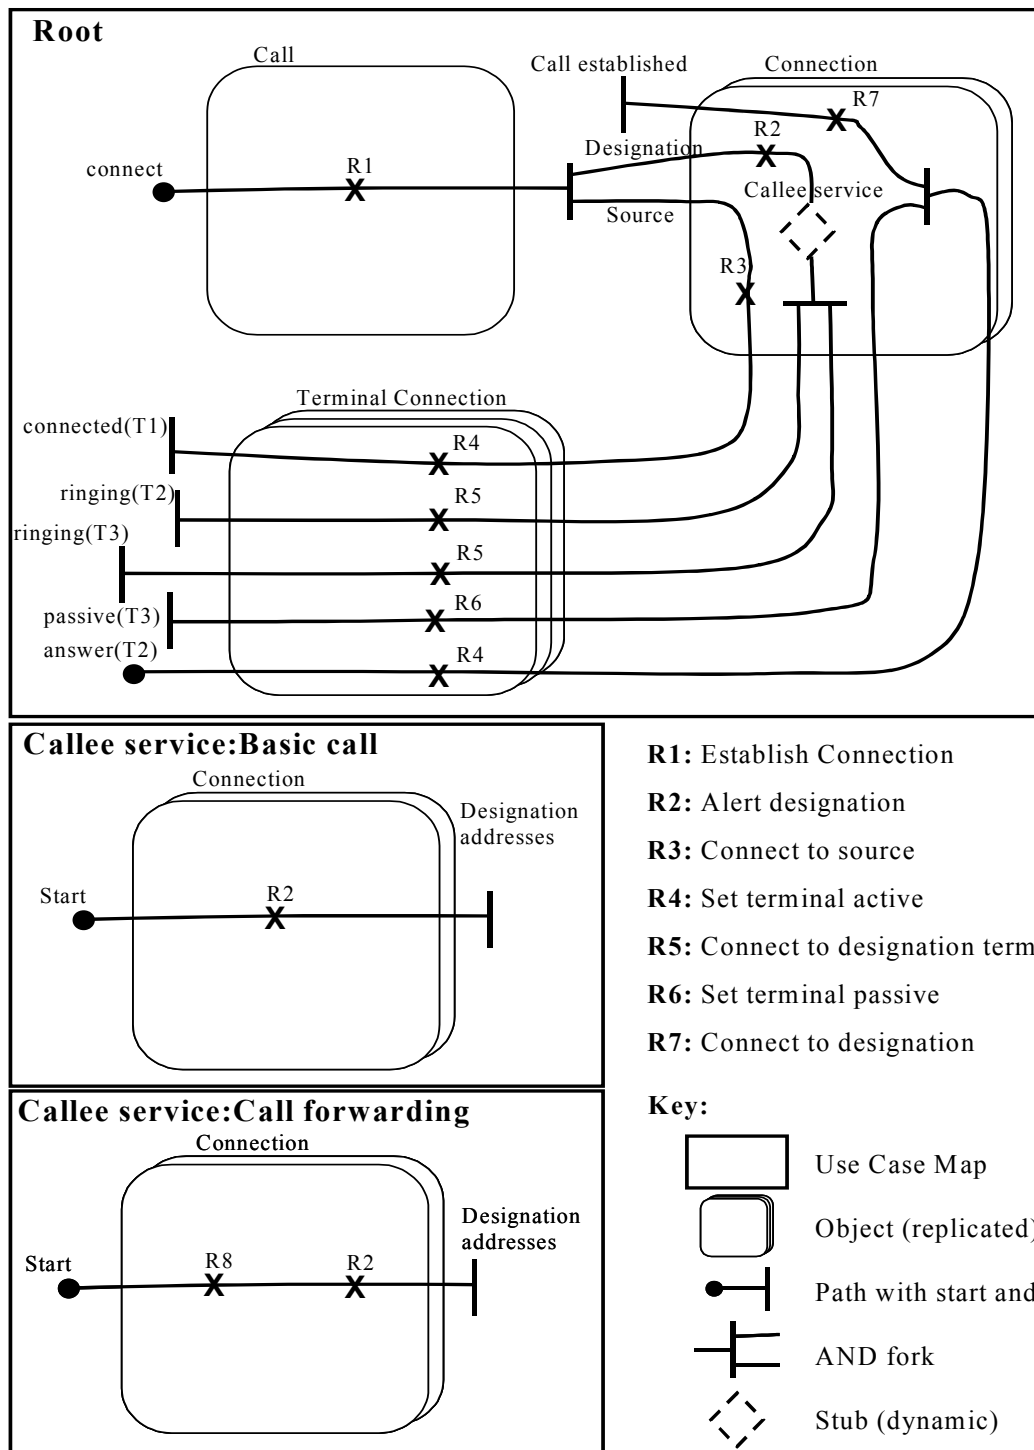 Root
Call
Call established
Connection
R7
R2
Designation
connect
R1
Callee service
Source
R3
Terminal Connection
connected(T1)
R4
ringing(T2)
R5
ringing(T3)
R5
passive(T3)
R6
answer(T2)
R4
Callee service:Basic call
Connection
Designation
addresses
Start
R2
Callee service:Call forwarding
Connection
Designation
addresses
Start
R8
R2
R1: Establish Connection
R2: Alert designation
R3: Connect to source
R4: Set terminal active
R5: Connect to designation term
R6: Set terminal passive
R7: Connect to designation
Key:
Use Case Map
Object (replicated)
Path with start and
AND fork
Stub (dynamic)